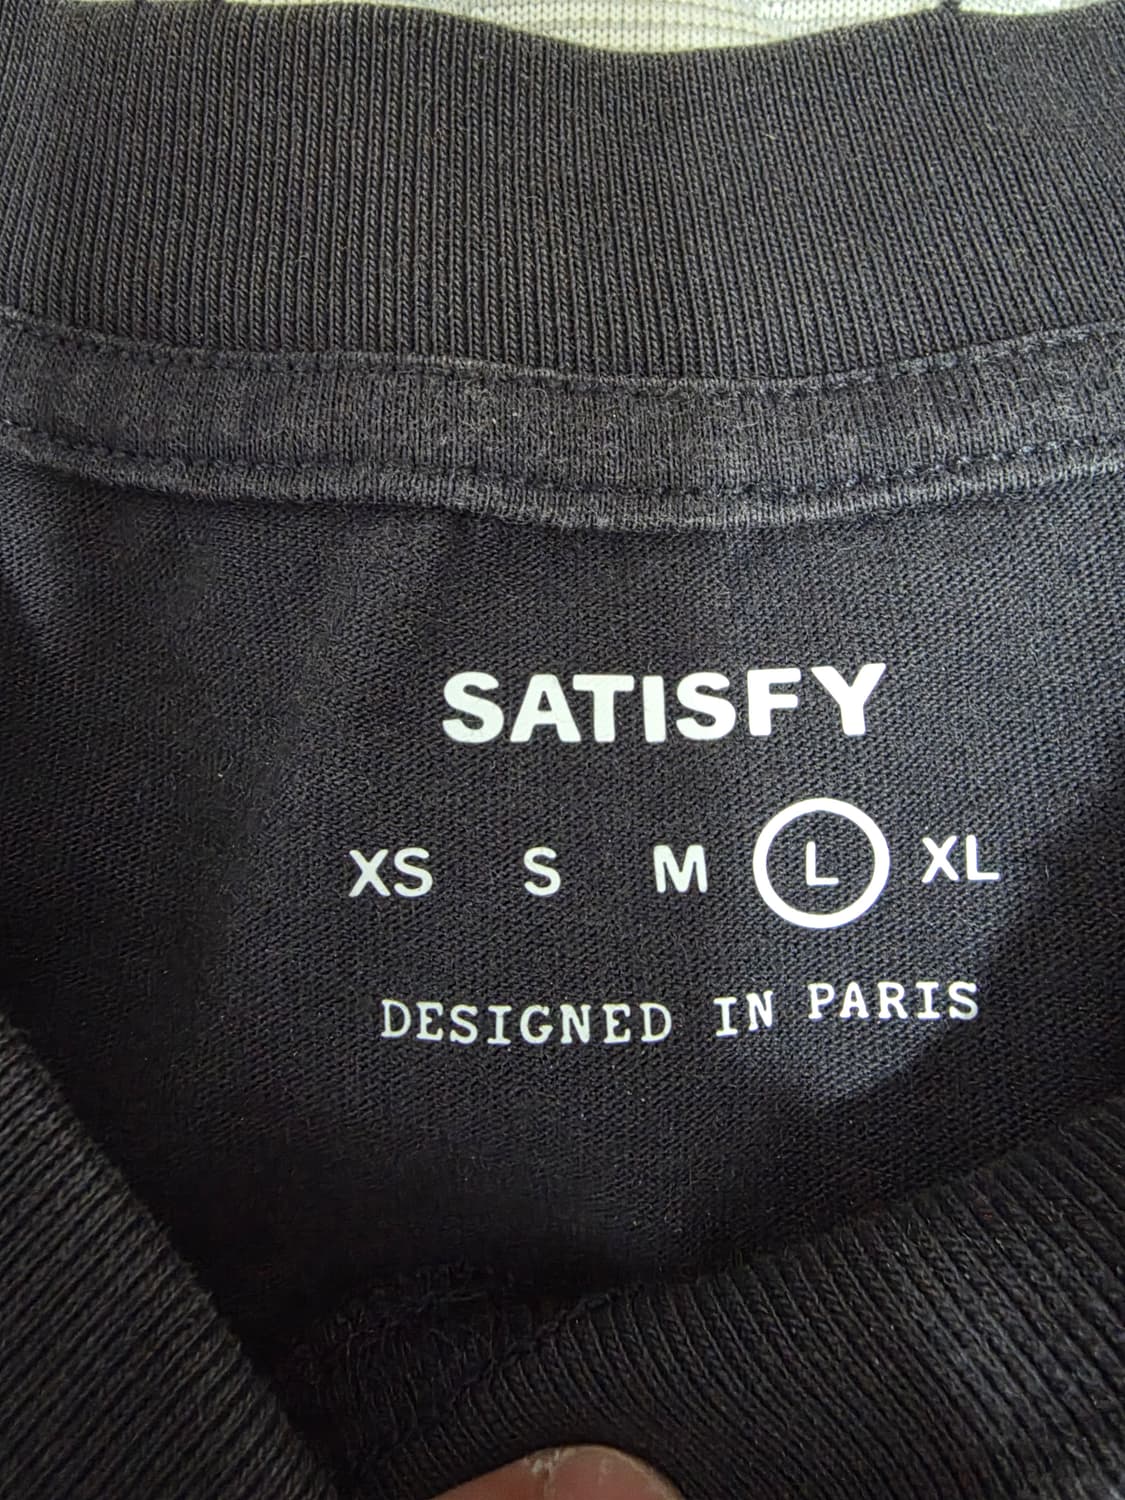 SATISFY
XS S M L XL
DESIGNED IN PARIS